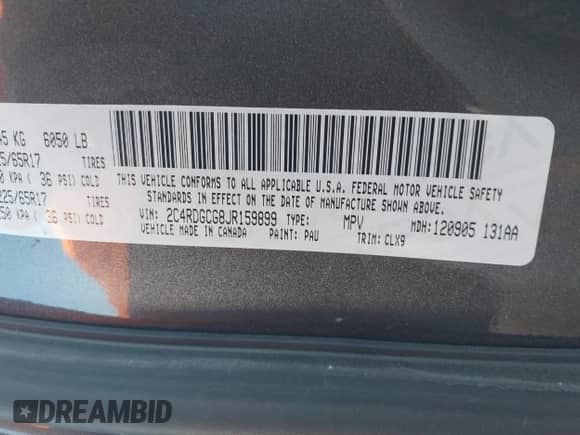 45 KG 6050 LB
25/65R17 TIRES
0 KPA ( 36 PSI) COLD
225/65R17 TIRES
250 KPA ( 36 PSI) COLD
THIS VEHICLE CONFORMS TO ALL APPLICABLE U.S.A. FEDERAL MOTOR VEHICLE SAFETY
STANDARDS IN EFFECT ON THE DATE OF MANUFACTURE SHOWN ABOVE.
VIN: 2C4RDGCG8JR159899 TYPE: MPV MDH: 120905 131AA
VEHICLE MADE IN CANADA PAINT: PAU TRIM: CLX9
DREAMBID